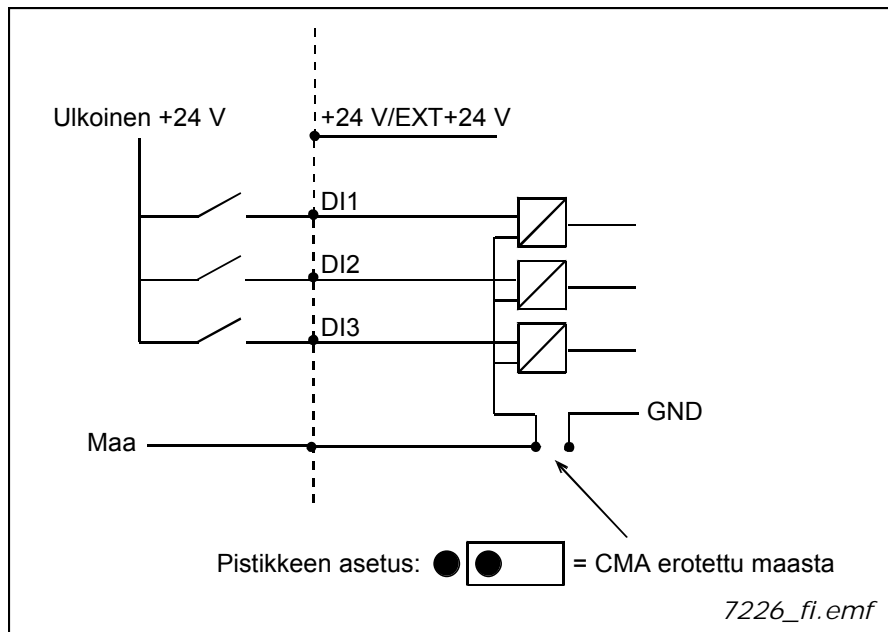 Ulkoinen +24 V
+24 V/EXT+24 V
DI1
DI2
DI3
GND
Maa
Pistikkeen asetus: = CMA erotettu maasta
7226_fi.emf